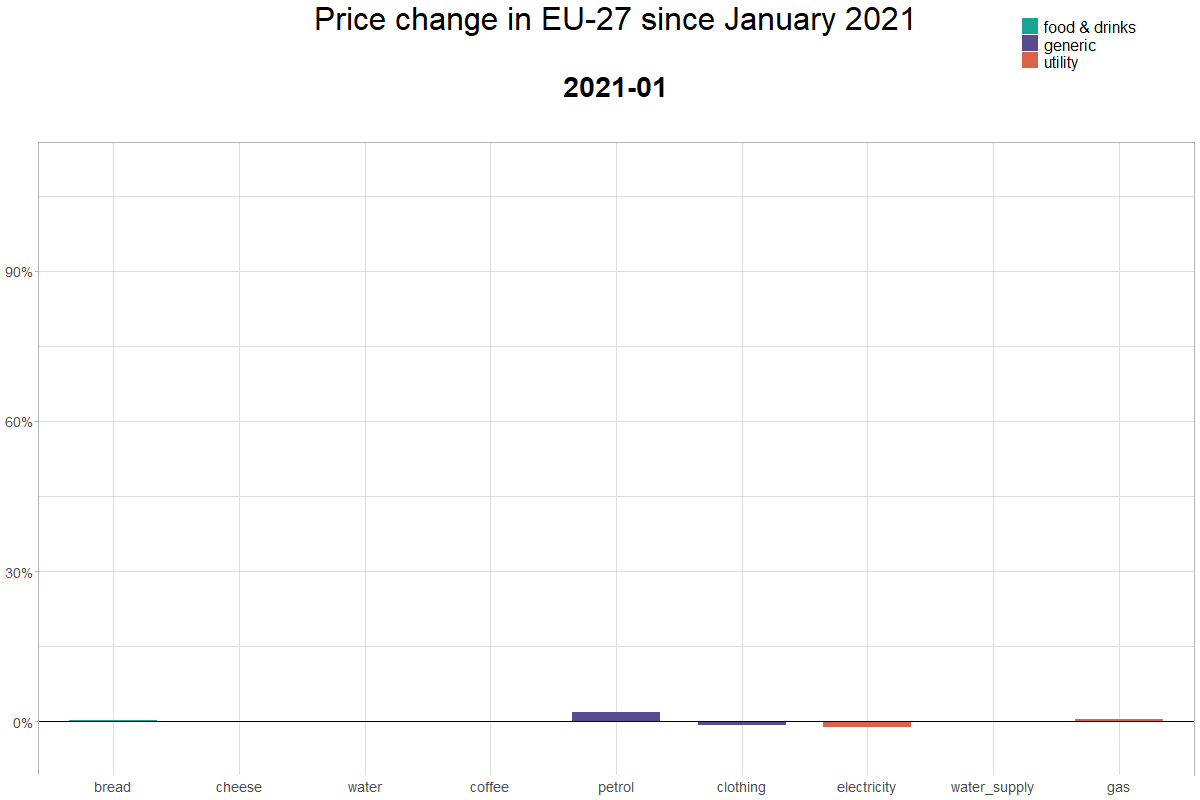 Price change in EU-27 since January 2021
food & drinks
generic
utility
2021-01
90%
60%
30%
0%
bread cheese water coffee petrol clothing electricity water_supply gas